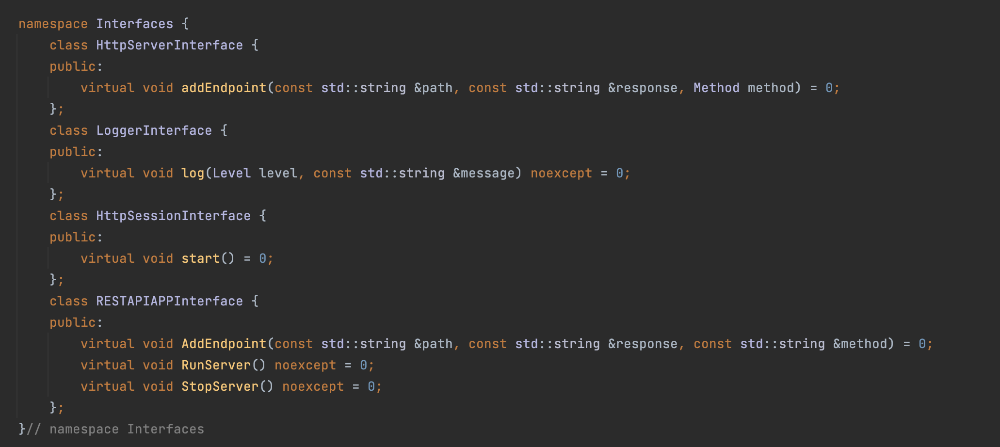 namespace Interfaces {
    class HttpServerInterface {
    public:
        virtual void addEndpoint(const std::string &path, const std::string &response, Method method) = 0;
    };
    class LoggerInterface {
    public:
        virtual void log(Level level, const std::string &message) noexcept = 0;
    };
    class HttpSessionInterface {
    public:
        virtual void start() = 0;
    };
    class RESTAPIAPPInterface {
    public:
        virtual void AddEndpoint(const std::string &path, const std::string &response, const std::string &method) = 0;
        virtual void RunServer() noexcept = 0;
        virtual void StopServer() noexcept = 0;
    };
}// namespace Interfaces